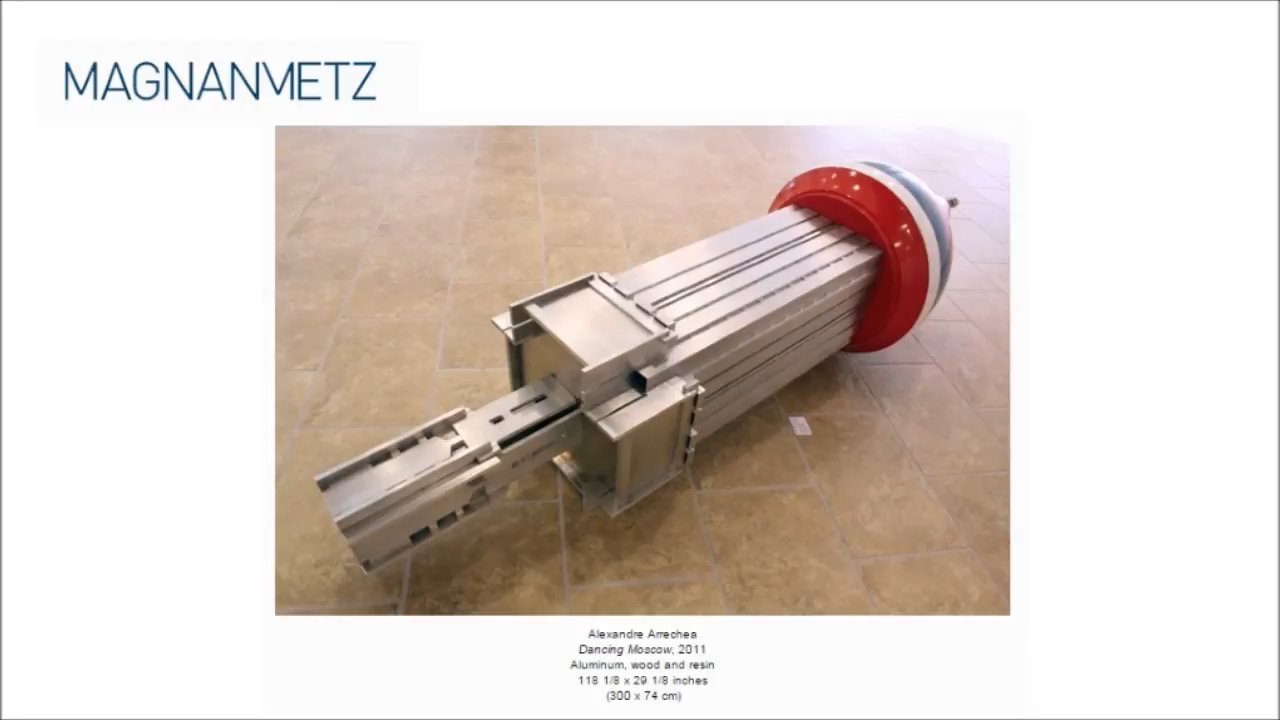 MAGNANMETZ
Alexandre Arrechea
Dancing Moscow, 2011
Aluminum, wood and resin
118 1/8 x 29 1/8 inches
(300 x 74 cm)